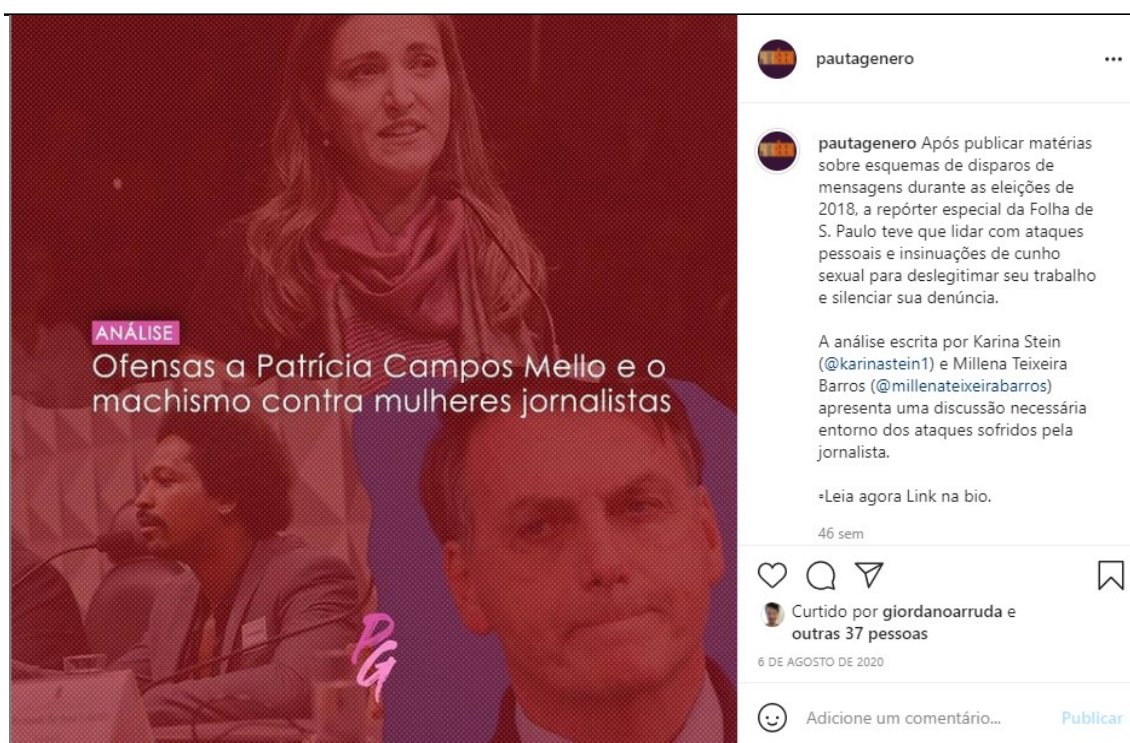 ANÁLISE
Ofensas a Patrícia Campos Mello e o
machismo contra mulheres jornalistas
PG
pautagenero
pautagenero Após publicar matérias
sobre esquemas de disparos de
mensagens durante as eleições de
2018, a repórter especial da Folha de
S. Paulo teve que lidar com ataques
pessoais e insinuações de cunho
sexual para deslegitimar seu trabalho
e silenciar sua denúncia.
A análise escrita por Karina Stein
(@karinastein1) e Millena Teixeira
Barros (@millenateixeirabarros)
apresenta uma discussão necessária
entorno dos ataques sofridos pela
jornalista.
▫Leia agora Link na bio.
46 sem
Curtido por giordanoarruda e
outras 37 pessoas
6 DE AGOSTO DE 2020
Adicione um comentário... Publicar